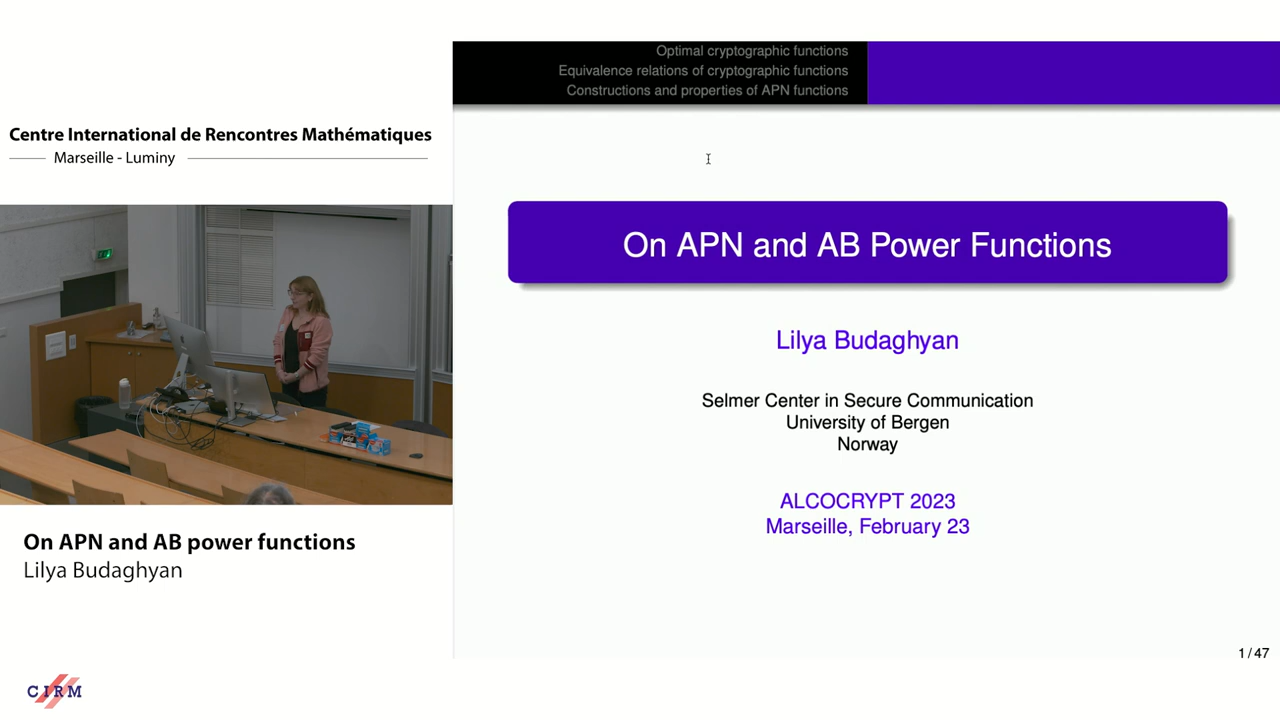 Centre International de Rencontres Mathématiques
Marseille - Luminy
On APN and AB power functions
Lilya Budaghyan
CIRM
Optimal cryptographic functions
Equivalence relations of cryptographic functions
Constructions and properties of APN functions
On APN and AB Power Functions
Lilya Budaghyan
Selmer Center in Secure Communication
University of Bergen
Norway
ALCOCRYPT 2023
Marseille, February 23
1 / 47